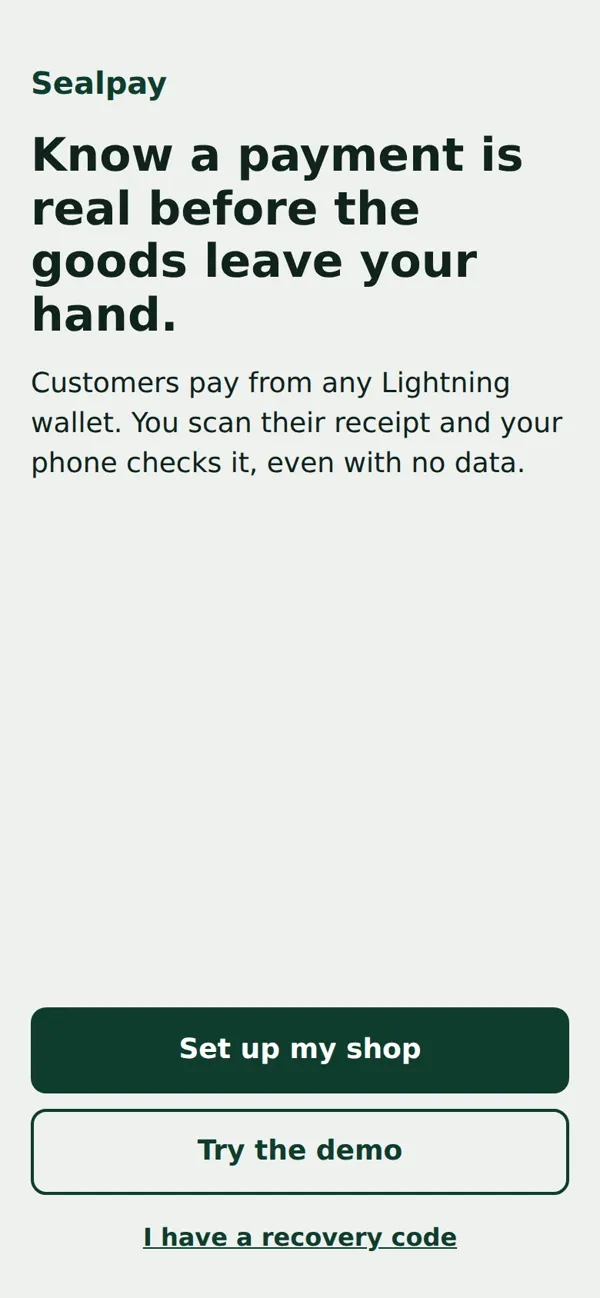 Sealpay
Know a payment is
real before the
goods leave your
hand.
Customers pay from any Lightning
wallet. You scan their receipt and your
phone checks it, even with no data.
Set up my shop
Try the demo
I have a recovery code